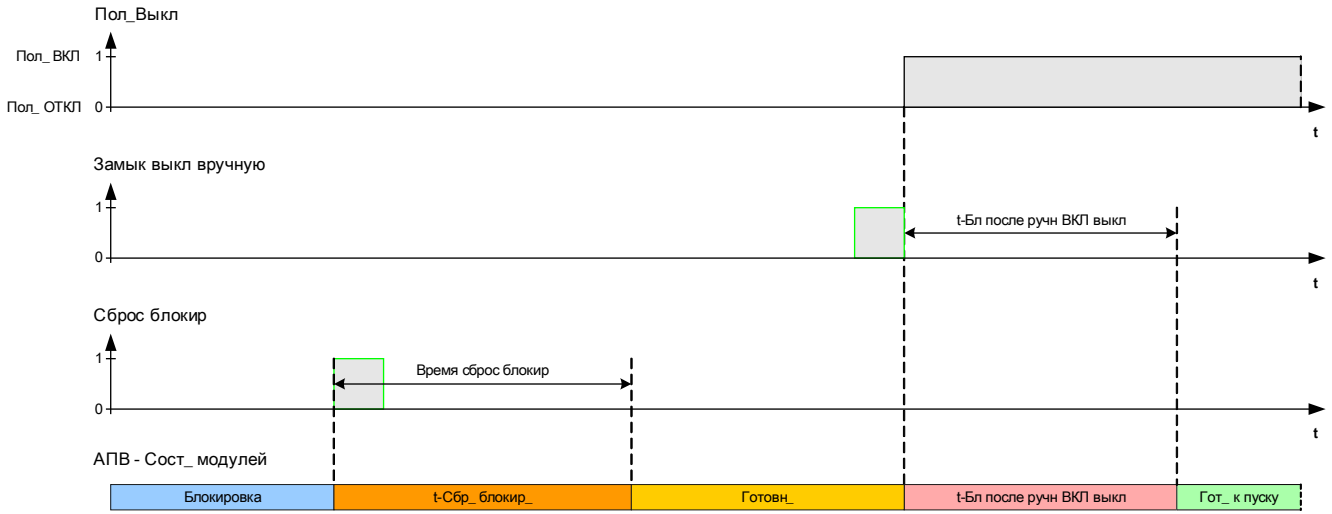 Пол_Выкл
Пол_ ВКЛ 1
Пол_ ОТКЛ 0
t
Замык выкл вручную
1
t-Бл после ручн ВКЛ выкл
0
t
Сброс блокир
1
Время сброс блокир
0
t
АПВ - Сост_ модулей
Блокировка t-Сбр_ блокир_ Готовн_ t-Бл после ручн ВКЛ выкл Гот_ к пуску